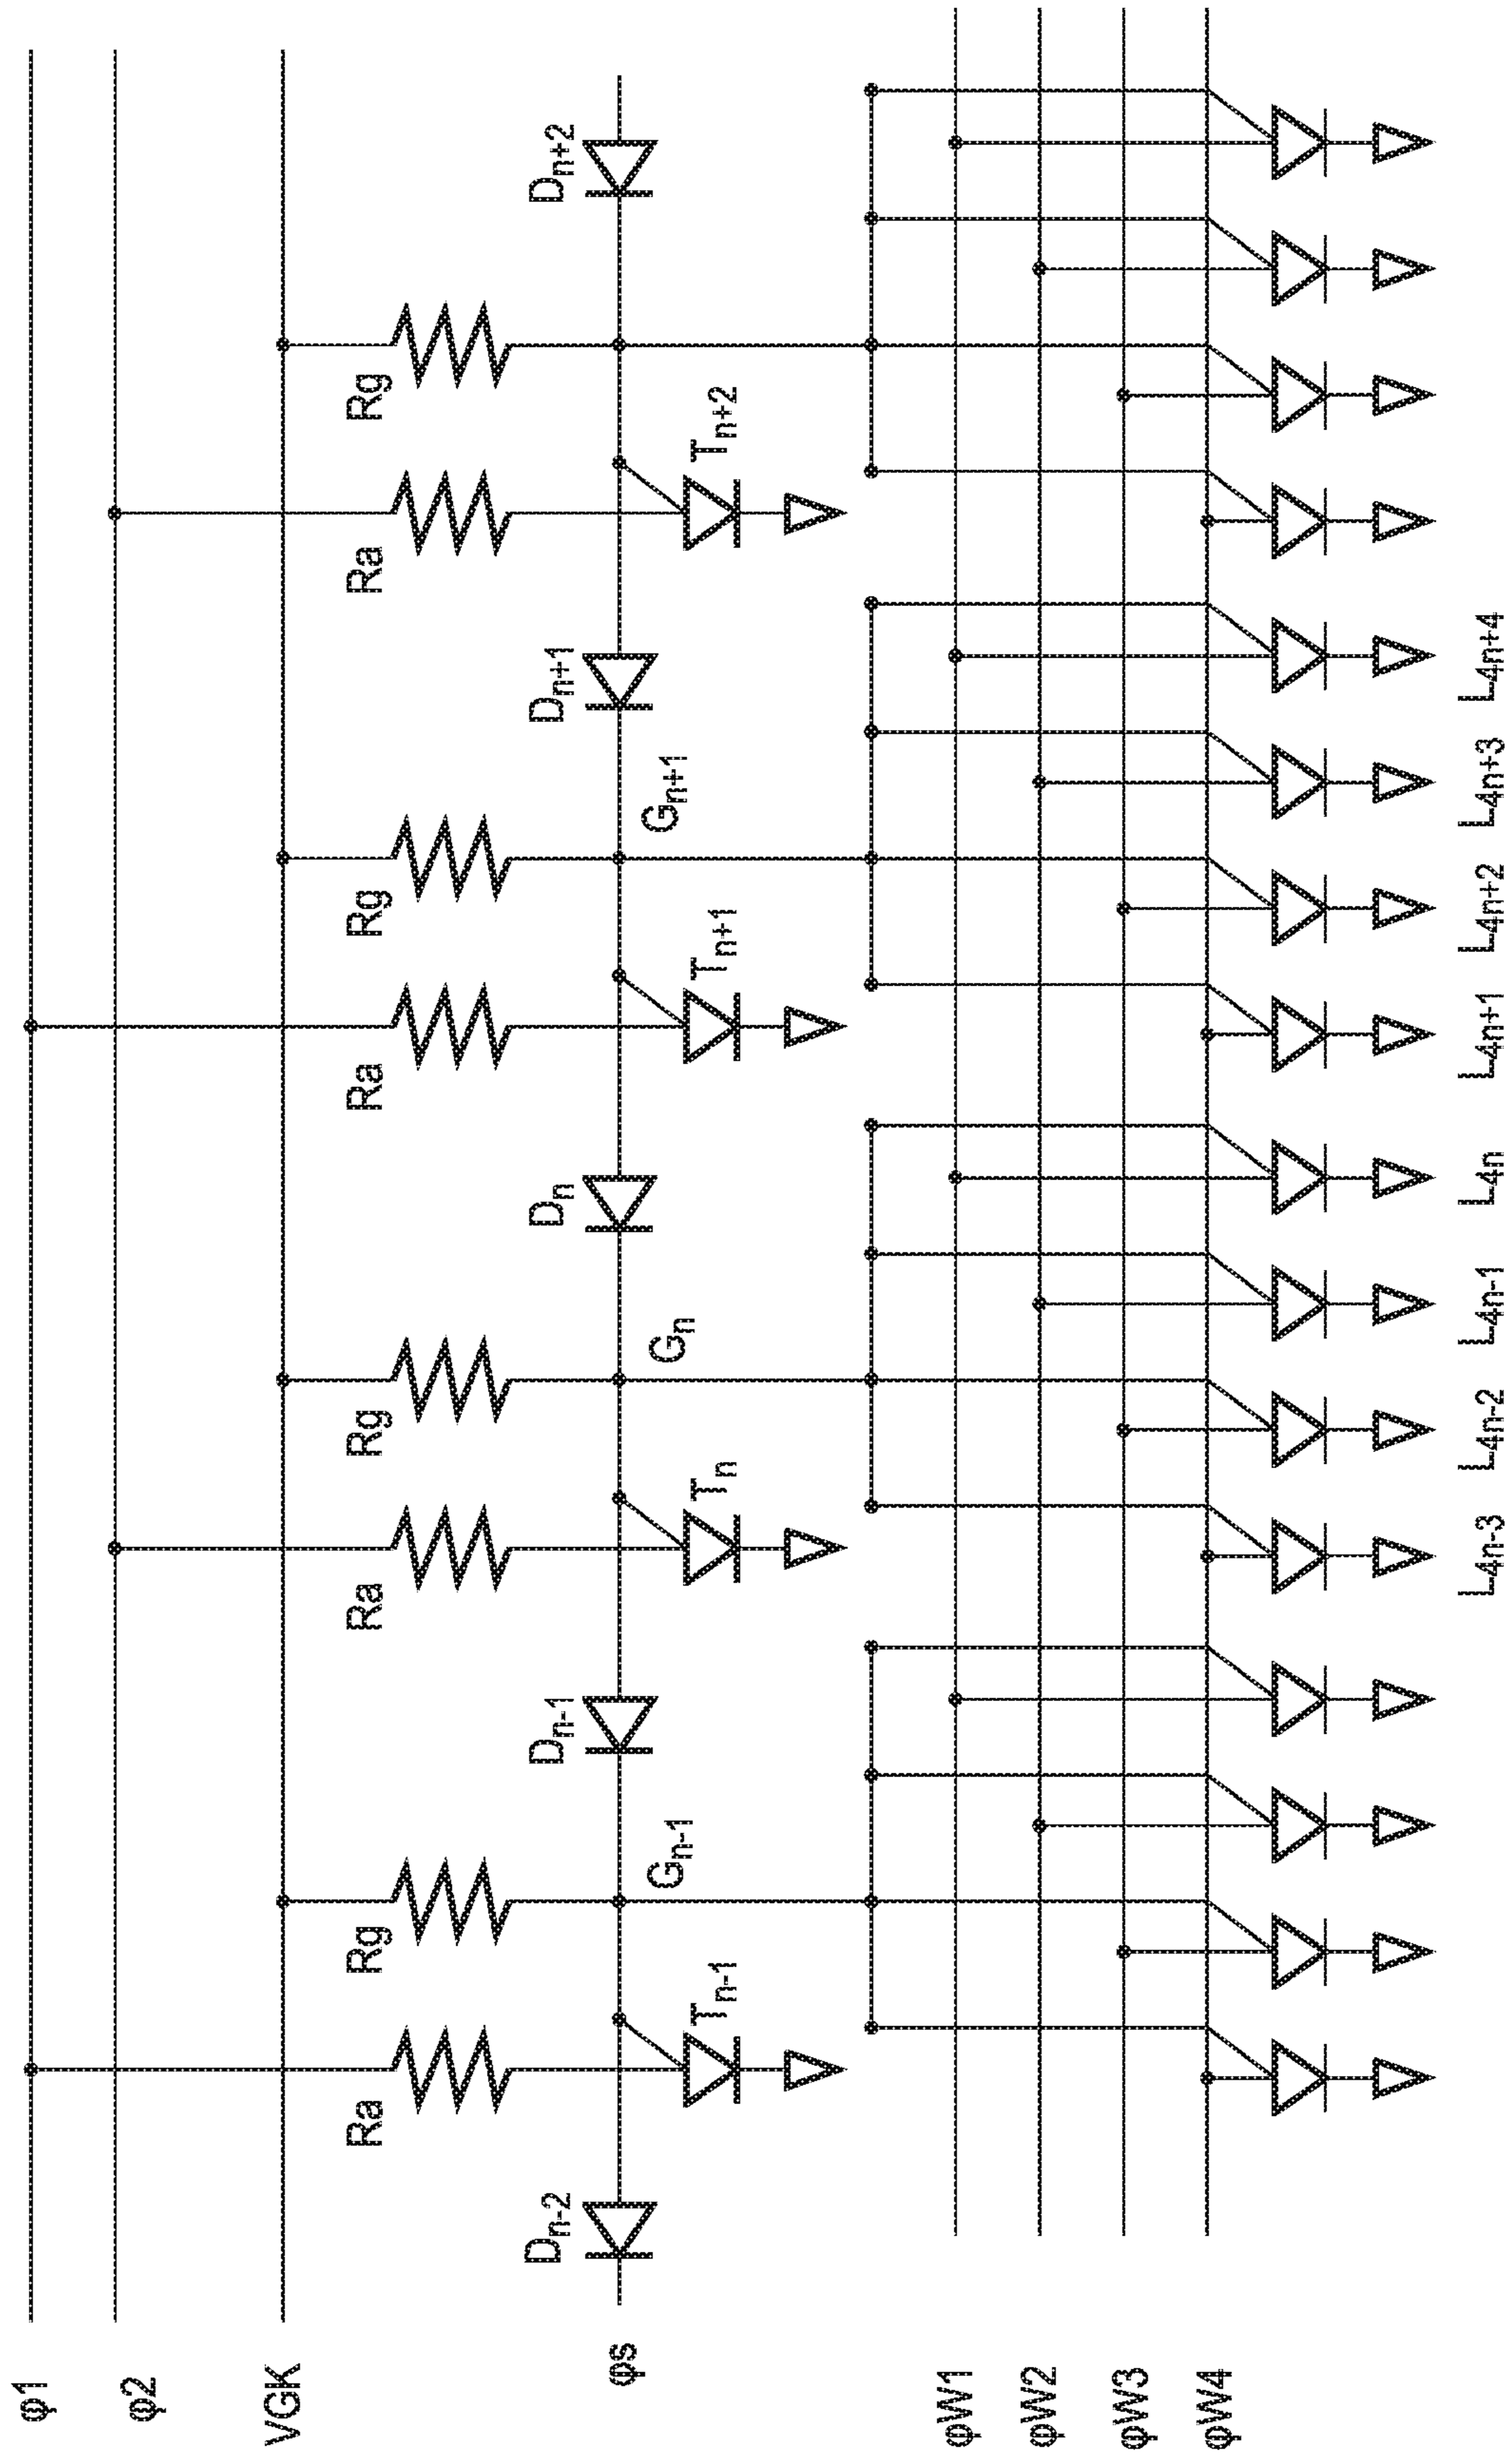 φ1
φ2
VGK
φs
φW1
φW2
φW3
φW4
Ra
Rg
Ra
Rg
Ra
Rg
Ra
Rg
Dn-2
Dn-1
Dn
Dn+1
Dn+2
Gn-1
Gn
Gn+1
Tn-1
Tn
Tn+1
Tn+2
L4n-3
L4n-2
L4n-1
L4n
L4n+1
L4n+2
L4n+3
L4n+4